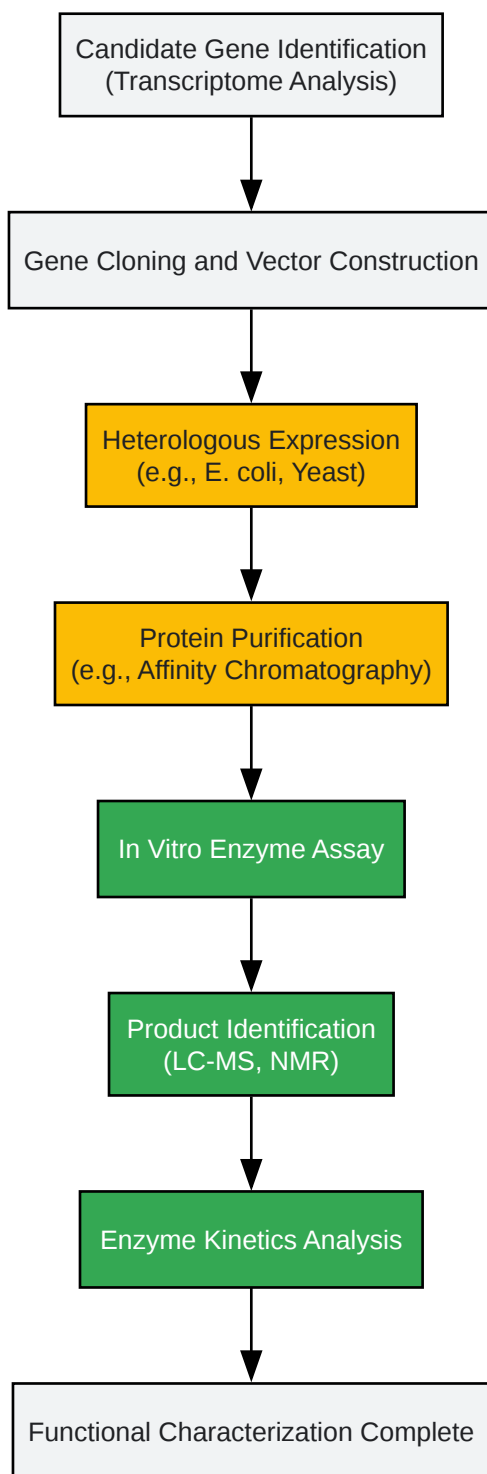 Candidate Gene Identification
(Transcriptome Analysis)
Gene Cloning and Vector Construction
Heterologous Expression
(e.g., E. coli, Yeast)
Protein Purification
(e.g., Affinity Chromatography)
In Vitro Enzyme Assay
Product Identification
(LC-MS, NMR)
Enzyme Kinetics Analysis
Functional Characterization Complete